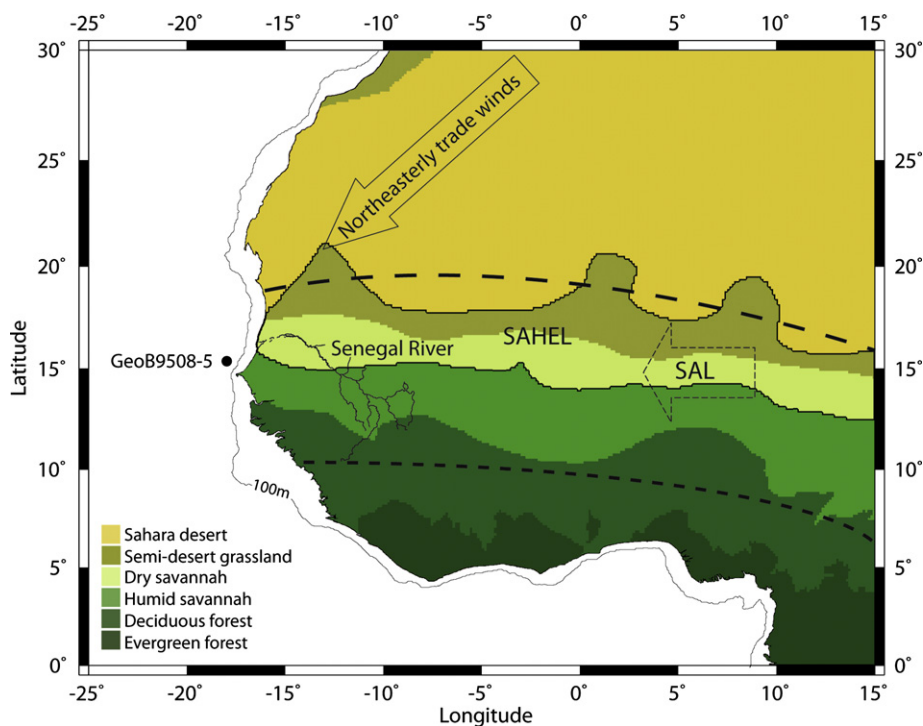 -25° -20° -15° -10° -5° 0° 5° 10° 15°
30° 30°
25° 25°
20° 20°
15° 15°
10° 10°
5° 5°
0° 0°
Latitude
Northeasterly trade winds
SAHEL
Senegal River
SAL
GeoB9508-5
100m
Sahara desert
Semi-desert grassland
Dry savannah
Humid savannah
Deciduous forest
Evergreen forest
-25° -20° -15° -10° -5° 0° 5° 10° 15°
Longitude